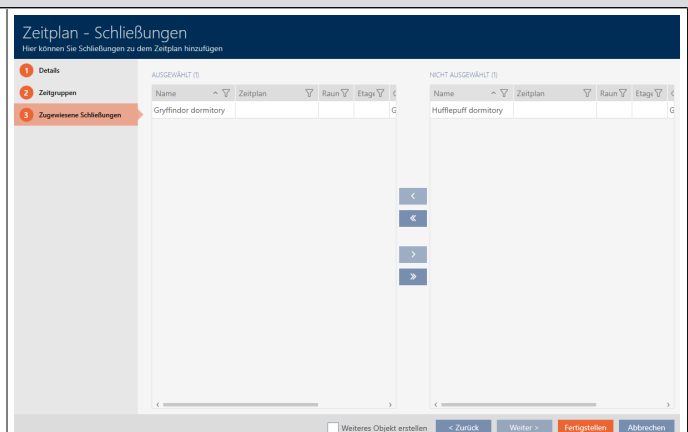 Zeitplan - Schließungen
Hier können Sie Schließungen zu dem Zeitplan hinzufügen
1 Details
2 Zeitgruppen
3 Zugewiesene Schließungen
AUSGEWÄHLT (1)
Name Zeitplan Raun Etage
Gryffindor dormitory G
NICHT AUSGEWÄHLT (1)
Name Zeitplan Raun Etage
Hufflepuff dormitory G
Weiteres Objekt erstellen < Zurück Weiter > Fertigstellen Abbrechen